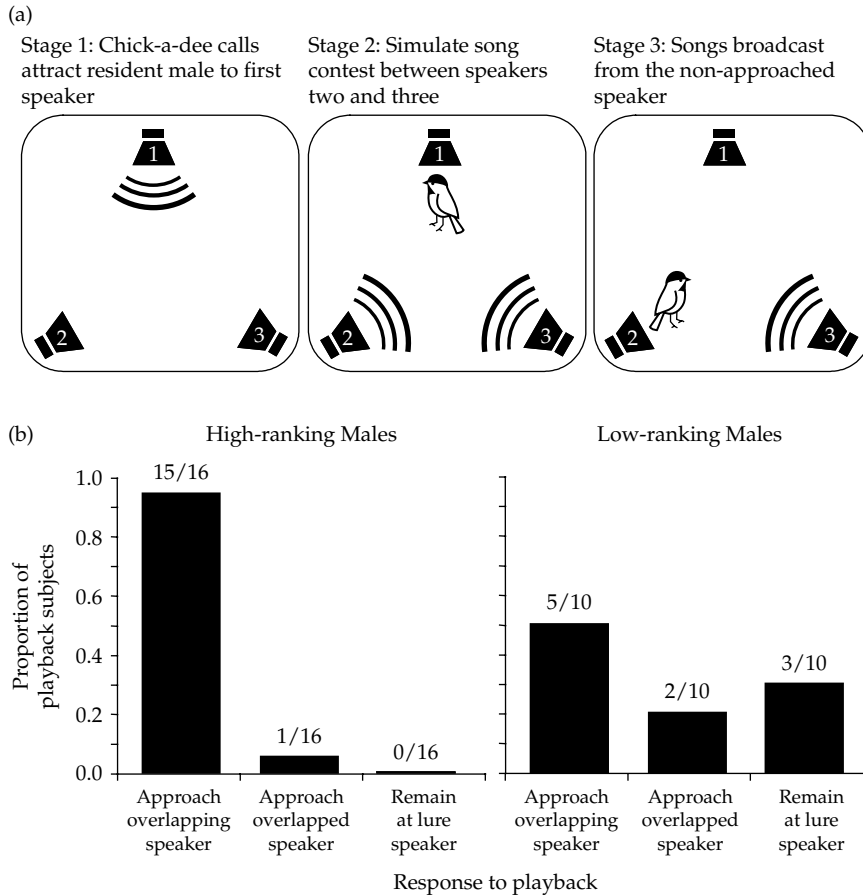 (a)
Stage 1: Chick-a-dee calls
attract resident male to first
speaker
Stage 2: Simulate song
contest between speakers
two and three
Stage 3: Songs broadcast
from the non-approached
speaker
1
2
3
1
2
3
1
2
3
(b)
High-ranking Males
Low-ranking Males
Proportion of
playback subjects
1.0
0.8
0.6
0.4
0.2
0.0
15/16
1/16
0/16
5/10
2/10
3/10
Approach
overlapping
speaker
Approach
overlapped
speaker
Remain
at lure
speaker
Approach
overlapping
speaker
Approach
overlapped
speaker
Remain
at lure
speaker
Response to playback